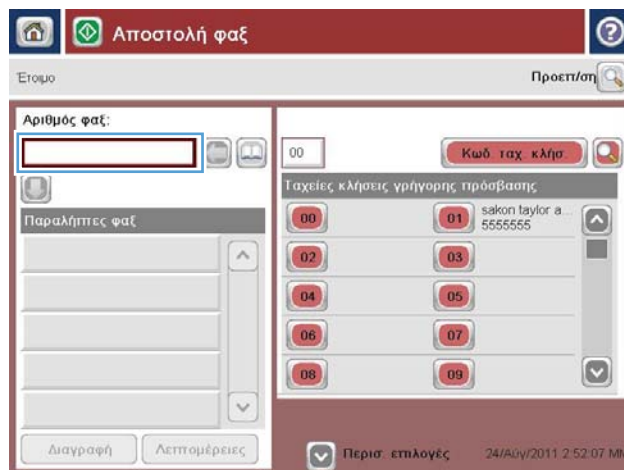 Αποστολή φαξ
Έτοιμο
Προεπ/ση
Αριθμός φαξ:
00
Κωδ. ταχ. κλήσ.
Ταχείες κλήσεις γρήγορης πρόσβασης
Παραλήπτες φαξ
00
01
sakon taylor a...
5555555
02
03
04
05
06
07
08
09
Διαγραφή
Λεπτομέρειες
Περισ. επιλογές
24/Αύγ/2011 2:52:07 ΜΜ